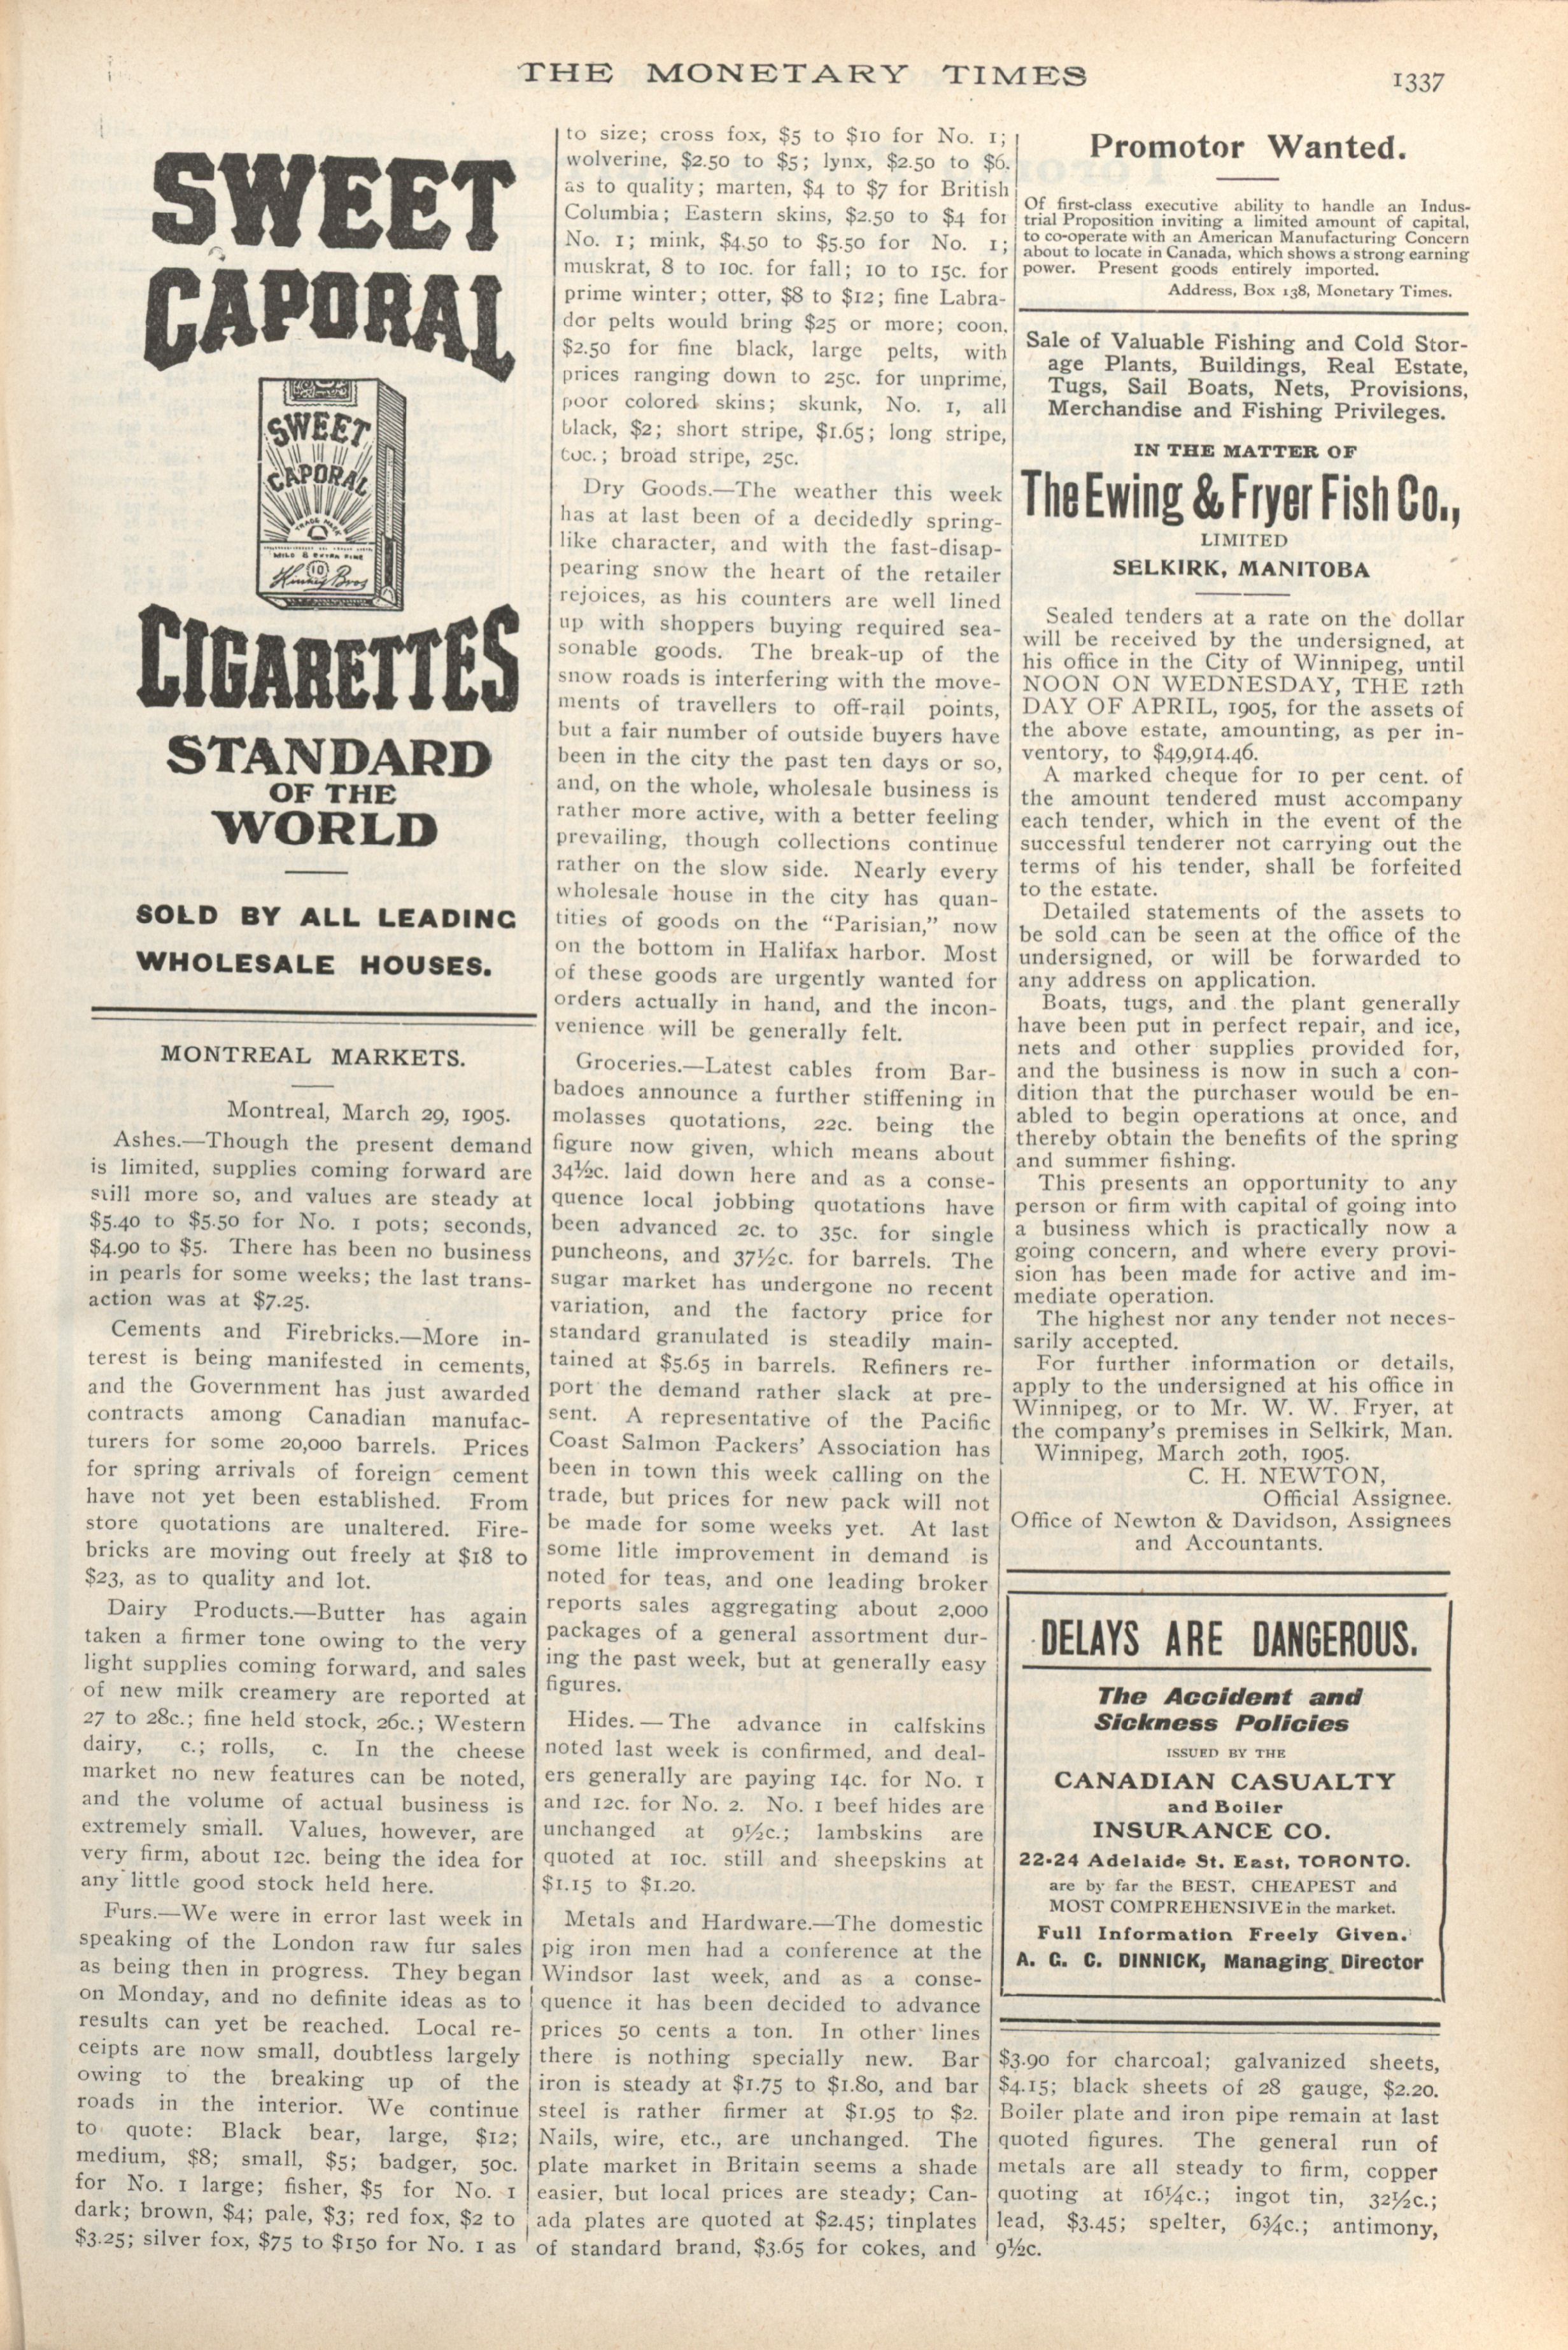 THE MONETARY TIMES
1337
SWEET
CAPORAL
SWEET
CAPORAL
TRADE MARK
MILD & EXTRA FINE
10
Kinney Bros
CIGARETTES
STANDARD
OF THE
WORLD
SOLD BY ALL LEADING
WHOLESALE HOUSES.
MONTREAL MARKETS.
Montreal, March 29, 1905.
Ashes.—Though the present demand
is limited, supplies coming forward are
still more so, and values are steady at
$5.40 to $5.50 for No. 1 pots; seconds,
$4.90 to $5. There has been no business
in pearls for some weeks; the last trans-
action was at $7.25.
Cements and Firebricks.—More in-
terest is being manifested in cements,
and the Government has just awarded
contracts among Canadian manufac-
turers for some 20,000 barrels. Prices
for spring arrivals of foreign cement
have not yet been established. From
store quotations are unaltered. Fire-
bricks are moving out freely at $18 to
$23, as to quality and lot.
Dairy Products.—Butter has again
taken a firmer tone owing to the very
light supplies coming forward, and sales
of new milk creamery are reported at
27 to 28c.; fine held stock, 26c.; Western
dairy, c.; rolls, c. In the cheese
market no new features can be noted,
and the volume of actual business is
extremely small. Values, however, are
very firm, about 12c. being the idea for
any little good stock held here.
Furs.—We were in error last week in
speaking of the London raw fur sales
as being then in progress. They began
on Monday, and no definite ideas as to
results can yet be reached. Local re-
ceipts are now small, doubtless largely
owing to the breaking up of the
roads in the interior. We continue
to quote: Black bear, large, $12;
medium, $8; small, $5; badger, 50c.
for No. 1 large; fisher, $5 for No. 1
dark; brown, $4; pale, $3; red fox, $2 to
$3.25; silver fox, $75 to $150 for No. 1 as
to size; cross fox, $5 to $10 for No. 1;
wolverine, $2.50 to $5; lynx, $2.50 to $6.
as to quality; marten, $4 to $7 for British
Columbia; Eastern skins, $2.50 to $4 for
No. 1; mink, $4.50 to $5.50 for No. 1;
muskrat, 8 to 10c. for fall; 10 to 15c. for
prime winter; otter, $8 to $12; fine Labra-
dor pelts would bring $25 or more; coon,
$2.50 for fine black, large pelts, with
prices ranging down to 25c. for unprime,
poor colored skins; skunk, No. 1, all
black, $2; short stripe, $1.65; long stripe,
broad stripe, 25c.
Dry Goods.—The weather this week
has at last been of a decidedly spring-
like character, and with the fast-disap-
pearing snow the heart of the retailer
rejoices, as his counters are well lined
up with shoppers buying required sea-
sonable goods. The break-up of the
snow roads is interfering with the move-
ments of travellers to off-rail points,
but a fair number of outside buyers have
been in the city the past ten days or so,
and, on the whole, wholesale business is
rather more active, with a better feeling
prevailing, though collections continue
rather on the slow side. Nearly every
wholesale house in the city has quan-
tities of goods on the “Parisian,” now
on the bottom in Halifax harbor. Most
of these goods are urgently wanted for
orders actually in hand, and the incon-
venience will be generally felt.
Groceries.—Latest cables from Bar-
badoes announce a further stiffening in
molasses quotations, 22c. being the
figure now given, which means about
34½c. laid down here and as a conse-
quence local jobbing quotations have
been advanced 2c. to 35c. for single
puncheons, and 37½c. for barrels. The
sugar market has undergone no recent
variation, and the factory price for
standard granulated is steadily main-
tained at $5.65 in barrels. Refiners re-
port the demand rather slack at pre-
sent. A representative of the Pacific
Coast Salmon Packers’ Association has
been in town this week calling on the
trade, but prices for new pack will not
be made for some weeks yet. At last
some litle improvement in demand is
noted for teas, and one leading broker
reports sales aggregating about 2,000
packages of a general assortment dur-
ing the past week, but at generally easy
figures.
Hides.—The advance in calfskins
noted last week is confirmed, and deal-
ers generally are paying 14c. for No. 1
and 12c. for No. 2. No. 1 beef hides are
unchanged at 9½c.; lambskins are
quoted at 10c. still and sheepskins at
$1.15 to $1.20.
Metals and Hardware.—The domestic
pig iron men had a conference at the
Windsor last week, and as a conse-
quence it has been decided to advance
prices 50 cents a ton. In other lines
there is nothing specially new. Bar
iron is steady at $1.75 to $1.80, and bar
steel is rather firmer at $1.95 to $2.
Nails, wire, etc., are unchanged. The
plate market in Britain seems a shade
easier, but local prices are steady; Can-
ada plates are quoted at $2.45; tinplates
of standard brand, $3.65 for cokes, and
Promotor Wanted.
Of first-class executive ability to handle an Indus-
trial Proposition inviting a limited amount of capital,
to co-operate with an American Manufacturing Concern
about to locate in Canada, which shows a strong earning
power. Present goods entirely imported.
Address, Box 138, Monetary Times.
Sale of Valuable Fishing and Cold Stor-
age Plants, Buildings, Real Estate,
Tugs, Sail Boats, Nets, Provisions,
Merchandise and Fishing Privileges.
IN THE MATTER OF
The Ewing & Fryer Fish Co.,
LIMITED
SELKIRK, MANITOBA
Sealed tenders at a rate on the dollar
will be received by the undersigned, at
his office in the City of Winnipeg, until
NOON ON WEDNESDAY, THE 12th
DAY OF APRIL, 1905, for the assets of
the above estate, amounting, as per in-
ventory, to $49,914.46.
A marked cheque for 10 per cent. of
the amount tendered must accompany
each tender, which in the event of the
successful tenderer not carrying out the
terms of his tender, shall be forfeited
to the estate.
Detailed statements of the assets to
be sold can be seen at the office of the
undersigned, or will be forwarded to
any address on application.
Boats, tugs, and the plant generally
have been put in perfect repair, and ice,
nets and other supplies provided for,
and the business is now in such a con-
dition that the purchaser would be en-
abled to begin operations at once, and
thereby obtain the benefits of the spring
and summer fishing.
This presents an opportunity to any
person or firm with capital of going into
a business which is practically now a
going concern, and where every provi-
sion has been made for active and im-
mediate operation.
The highest nor any tender not neces-
sarily accepted.
For further information or details,
apply to the undersigned at his office in
Winnipeg, or to Mr. W. W. Fryer, at
the company’s premises in Selkirk, Man.
Winnipeg, March 20th, 1905.
C. H. NEWTON,
Official Assignee.
Office of Newton & Davidson, Assignees
and Accountants.
DELAYS ARE DANGEROUS.
The Accident and
Sickness Policies
ISSUED BY THE
CANADIAN CASUALTY
and Boiler
INSURANCE CO.
22-24 Adelaide St. East, TORONTO.
are by far the BEST, CHEAPEST and
MOST COMPREHENSIVE in the market.
Full Information Freely Given.
A. G. C. DINNICK, Managing Director
$3.90 for charcoal; galvanized sheets,
$4.15; black sheets of 28 gauge, $2.20.
Boiler plate and iron pipe remain at last
quoted figures. The general run of
metals are all steady to firm, copper
quoting at 16¼c.; ingot tin, 32½c.;
lead, $3.45; spelter, 6¾c.; antimony,
9½c.